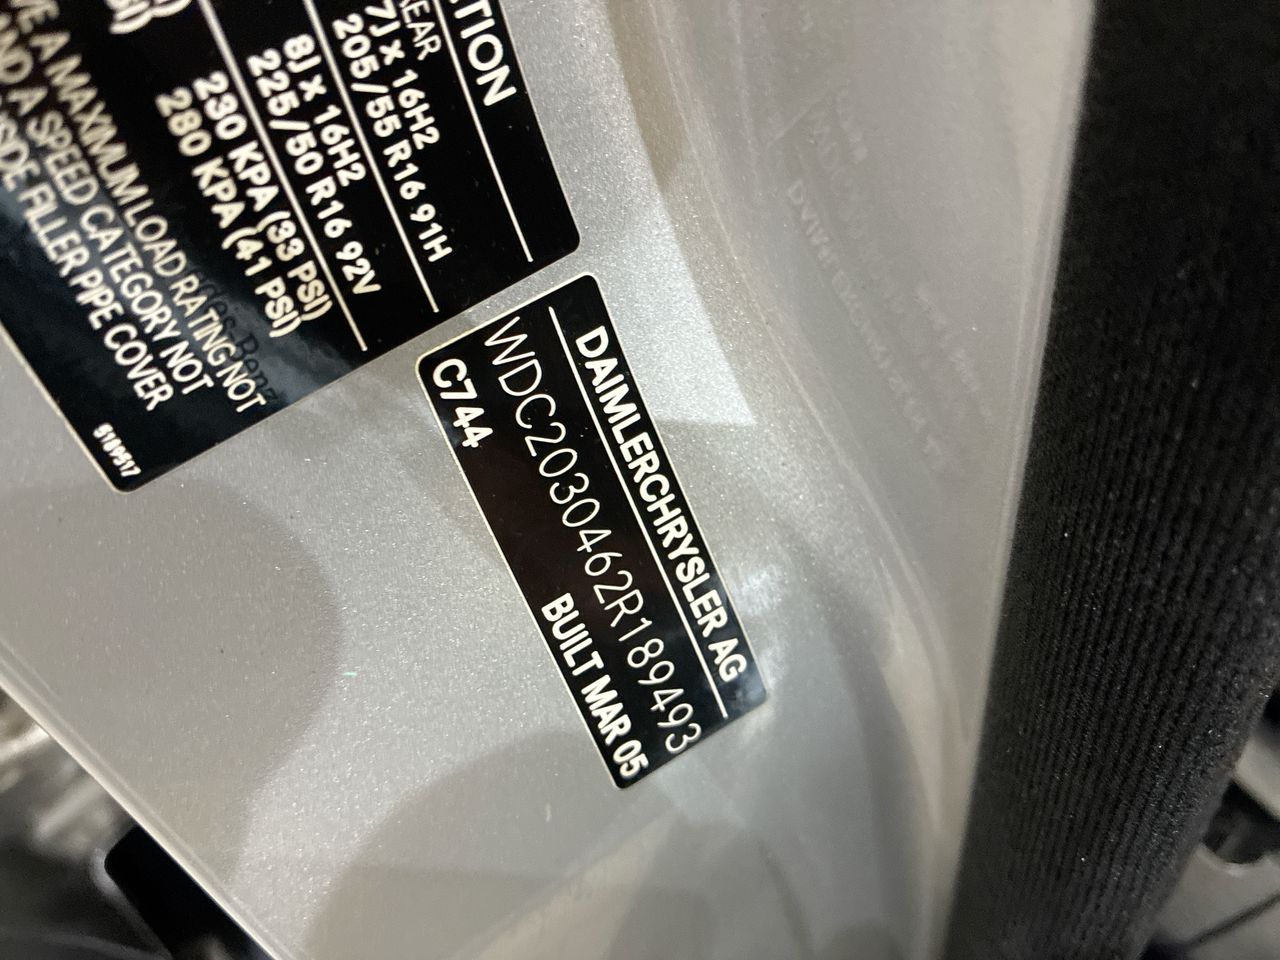 TION
REAR
7J x 16H2
205/55 R16 91H
8J x 16H2
225/50 R16 92V
230 KPA (33 PSI)
280 KPA (41 PSI)
A MAXIMUM LOAD RATING NOT
A SPEED CATEGORY NOT
FILLER PIPE COVER
5189517
DAIMLERCHRYSLER AG
WDC2030462R189493
C744 BUILT MAR 05